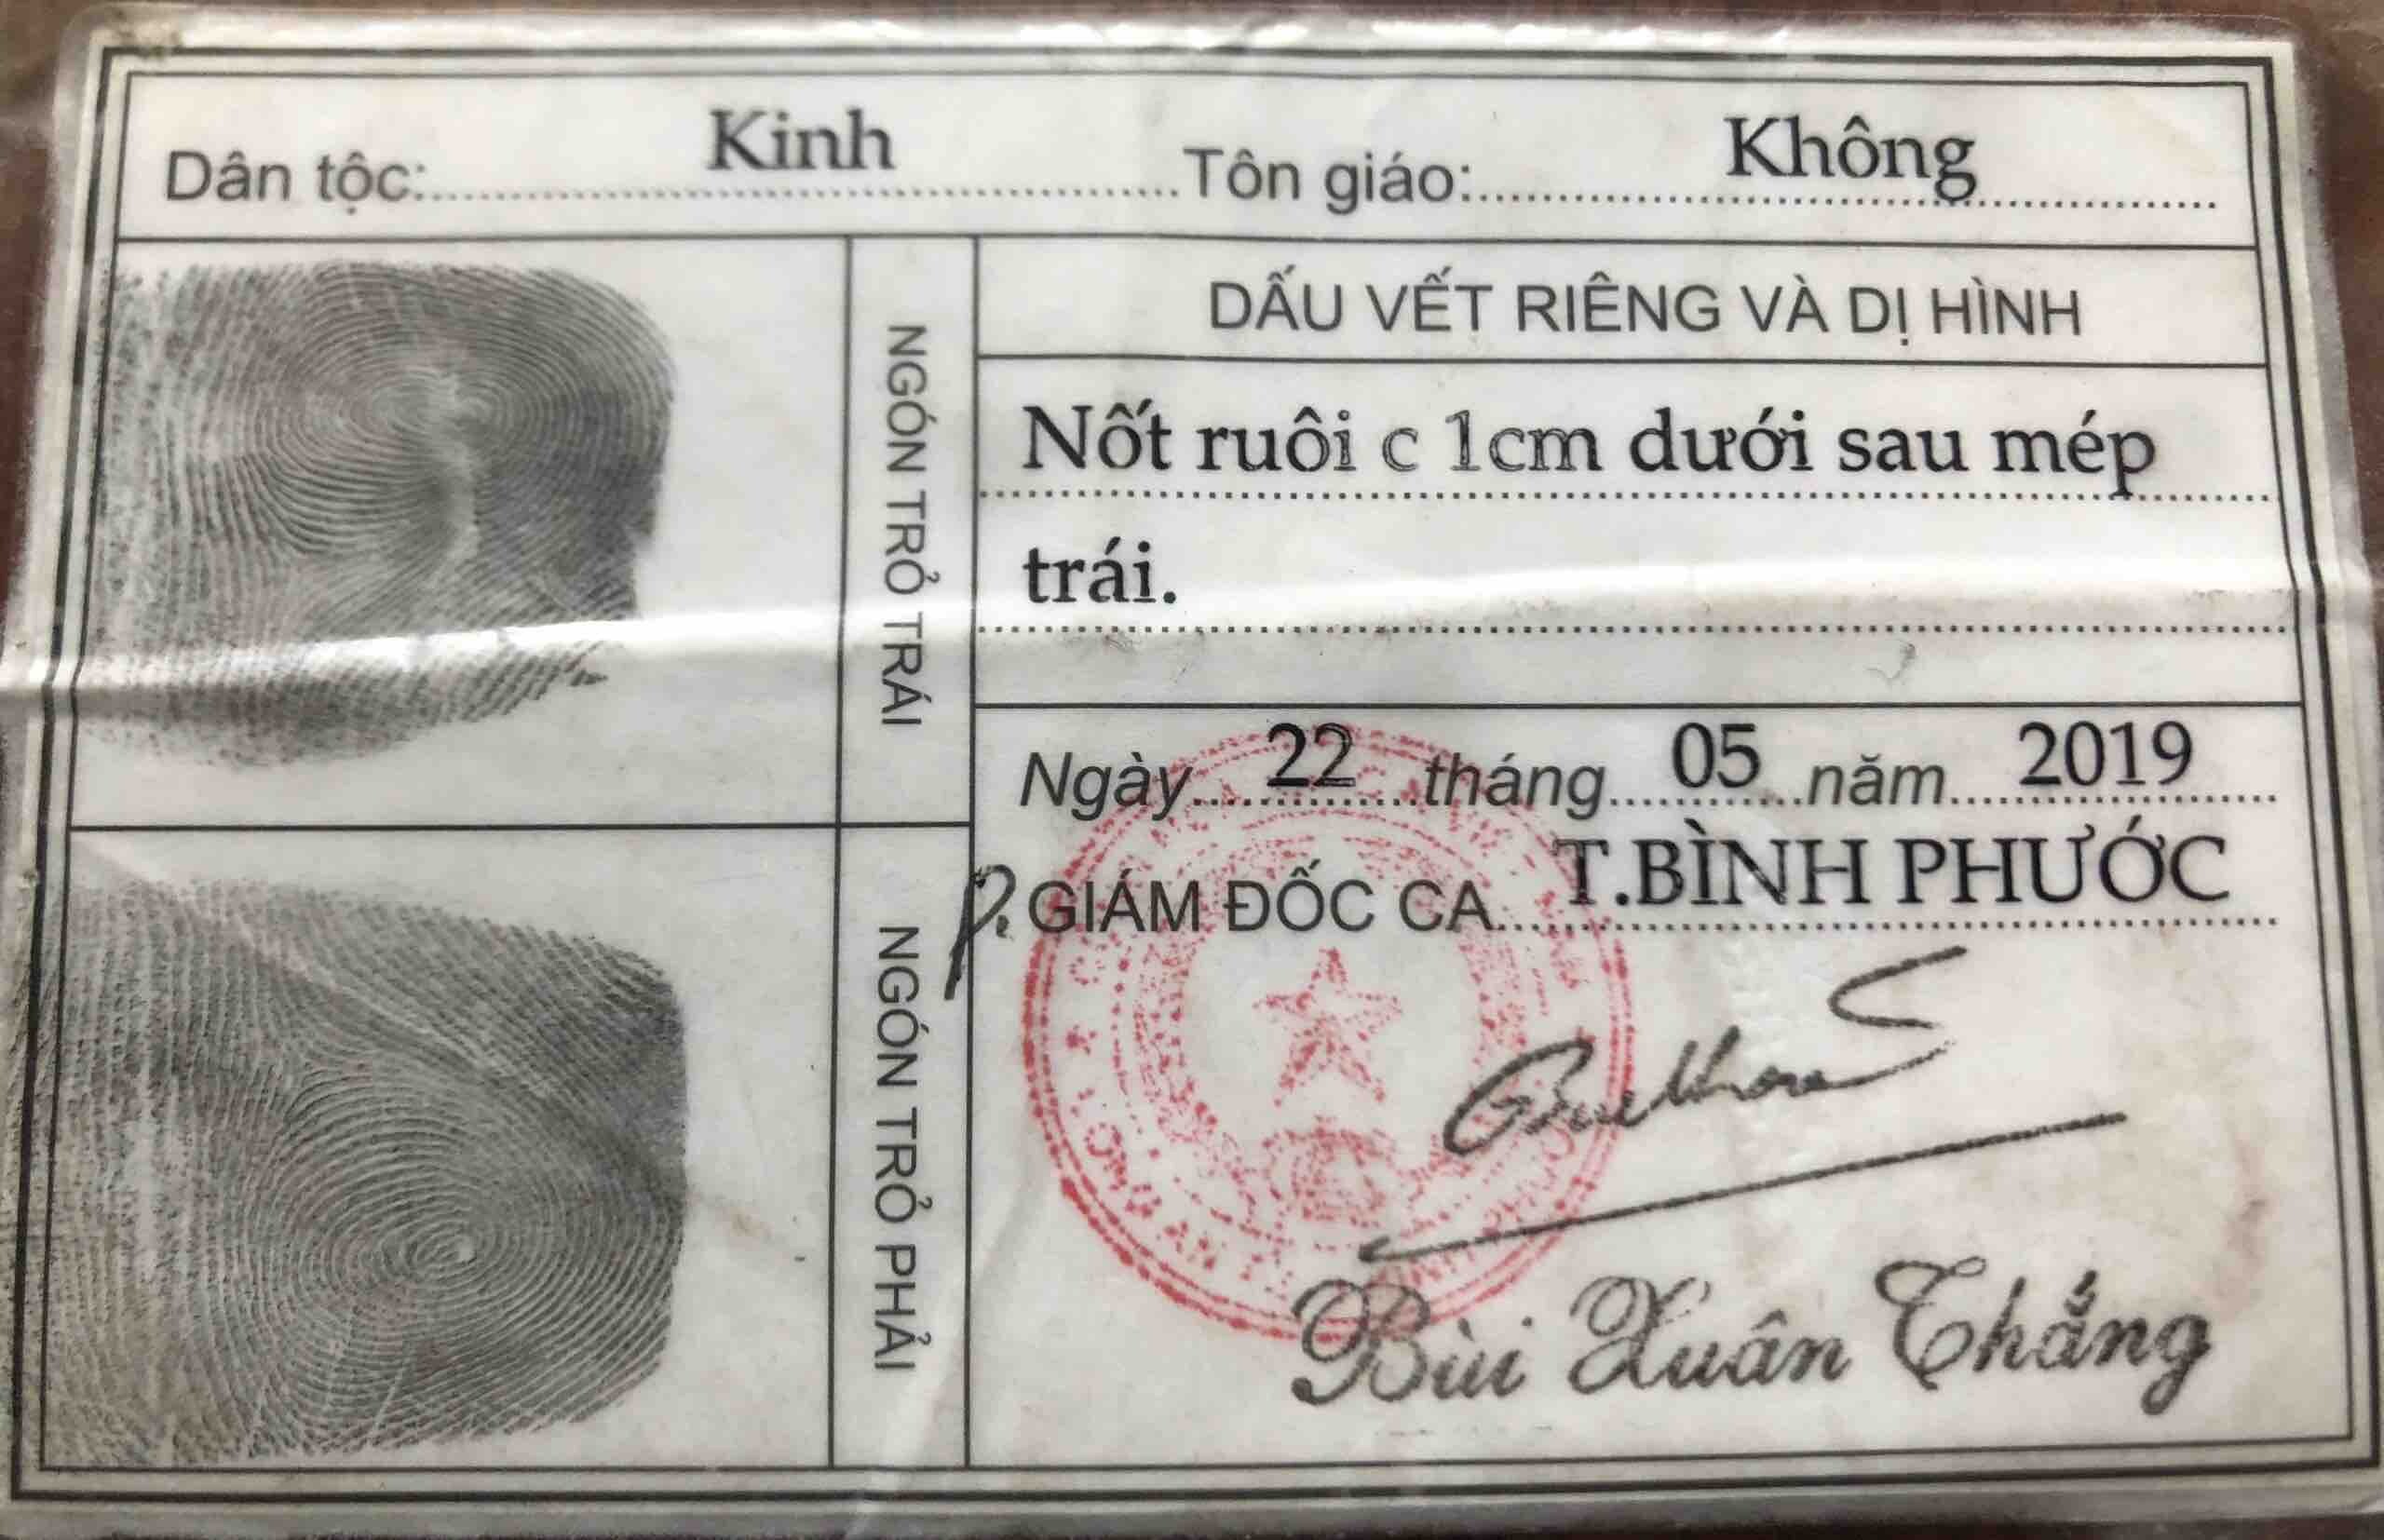 Dân tộc: Kinh Tôn giáo: Không
NGÓN TRỎ TRÁI
DẤU VẾT RIÊNG VÀ DỊ HÌNH
Nốt ruôi c 1cm dưới sau mép
trái.
Ngày 22 tháng 05 năm 2019
P. GIÁM ĐỐC CA T.BÌNH PHƯỚC
NGÓN TRỎ PHẢI
Bùi Xuân Thắng